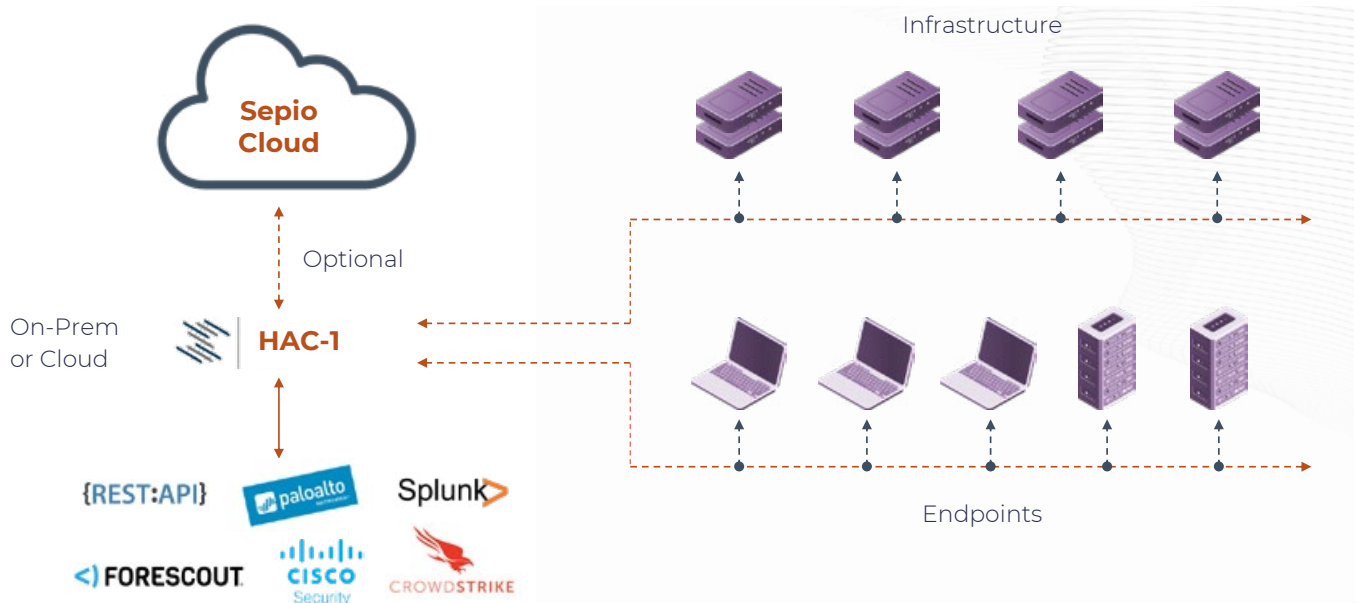 Infrastructure
Sepio
Cloud
Optional
On-Prem
or Cloud
HAC-1
{REST:API}
paloalto
Splunk>
<) FORESCOUT.
CISCO
Security
CROWDSTRIKE
Endpoints